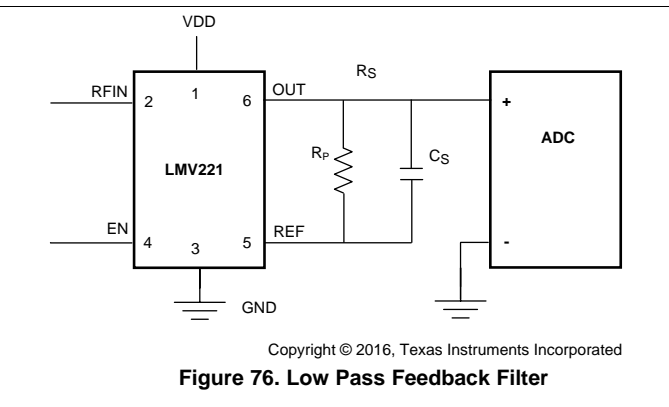 VDD
RS
RFIN
2
1
6
OUT
+
ADC
RP
CS
LMV221
EN
4
3
5
REF
-
GND
Copyright © 2016, Texas Instruments Incorporated
Figure 76. Low Pass Feedback Filter